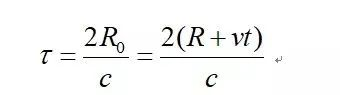 τ = 2R₀/c = 2(R + vt)/c ↵